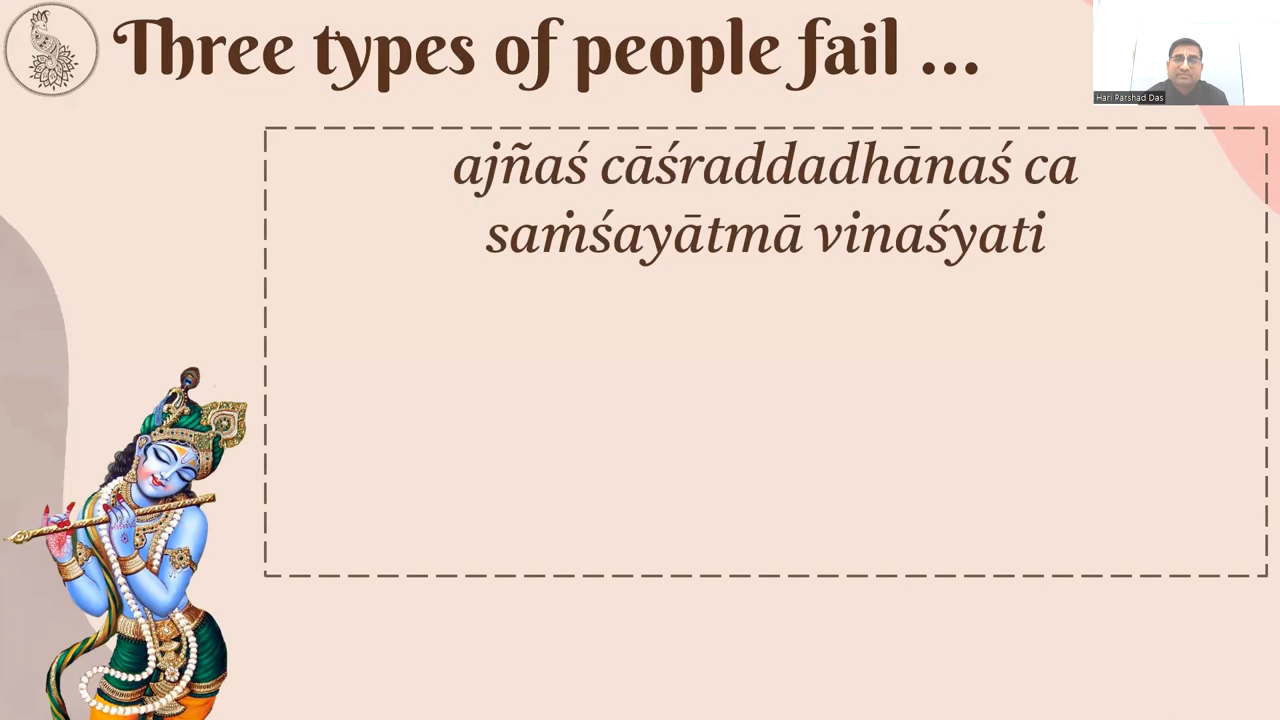 Three types of people fail ...
Hari Parshad Das
ajñaś cāśraddadhānaś ca
saṁśayātmā vinaśyati